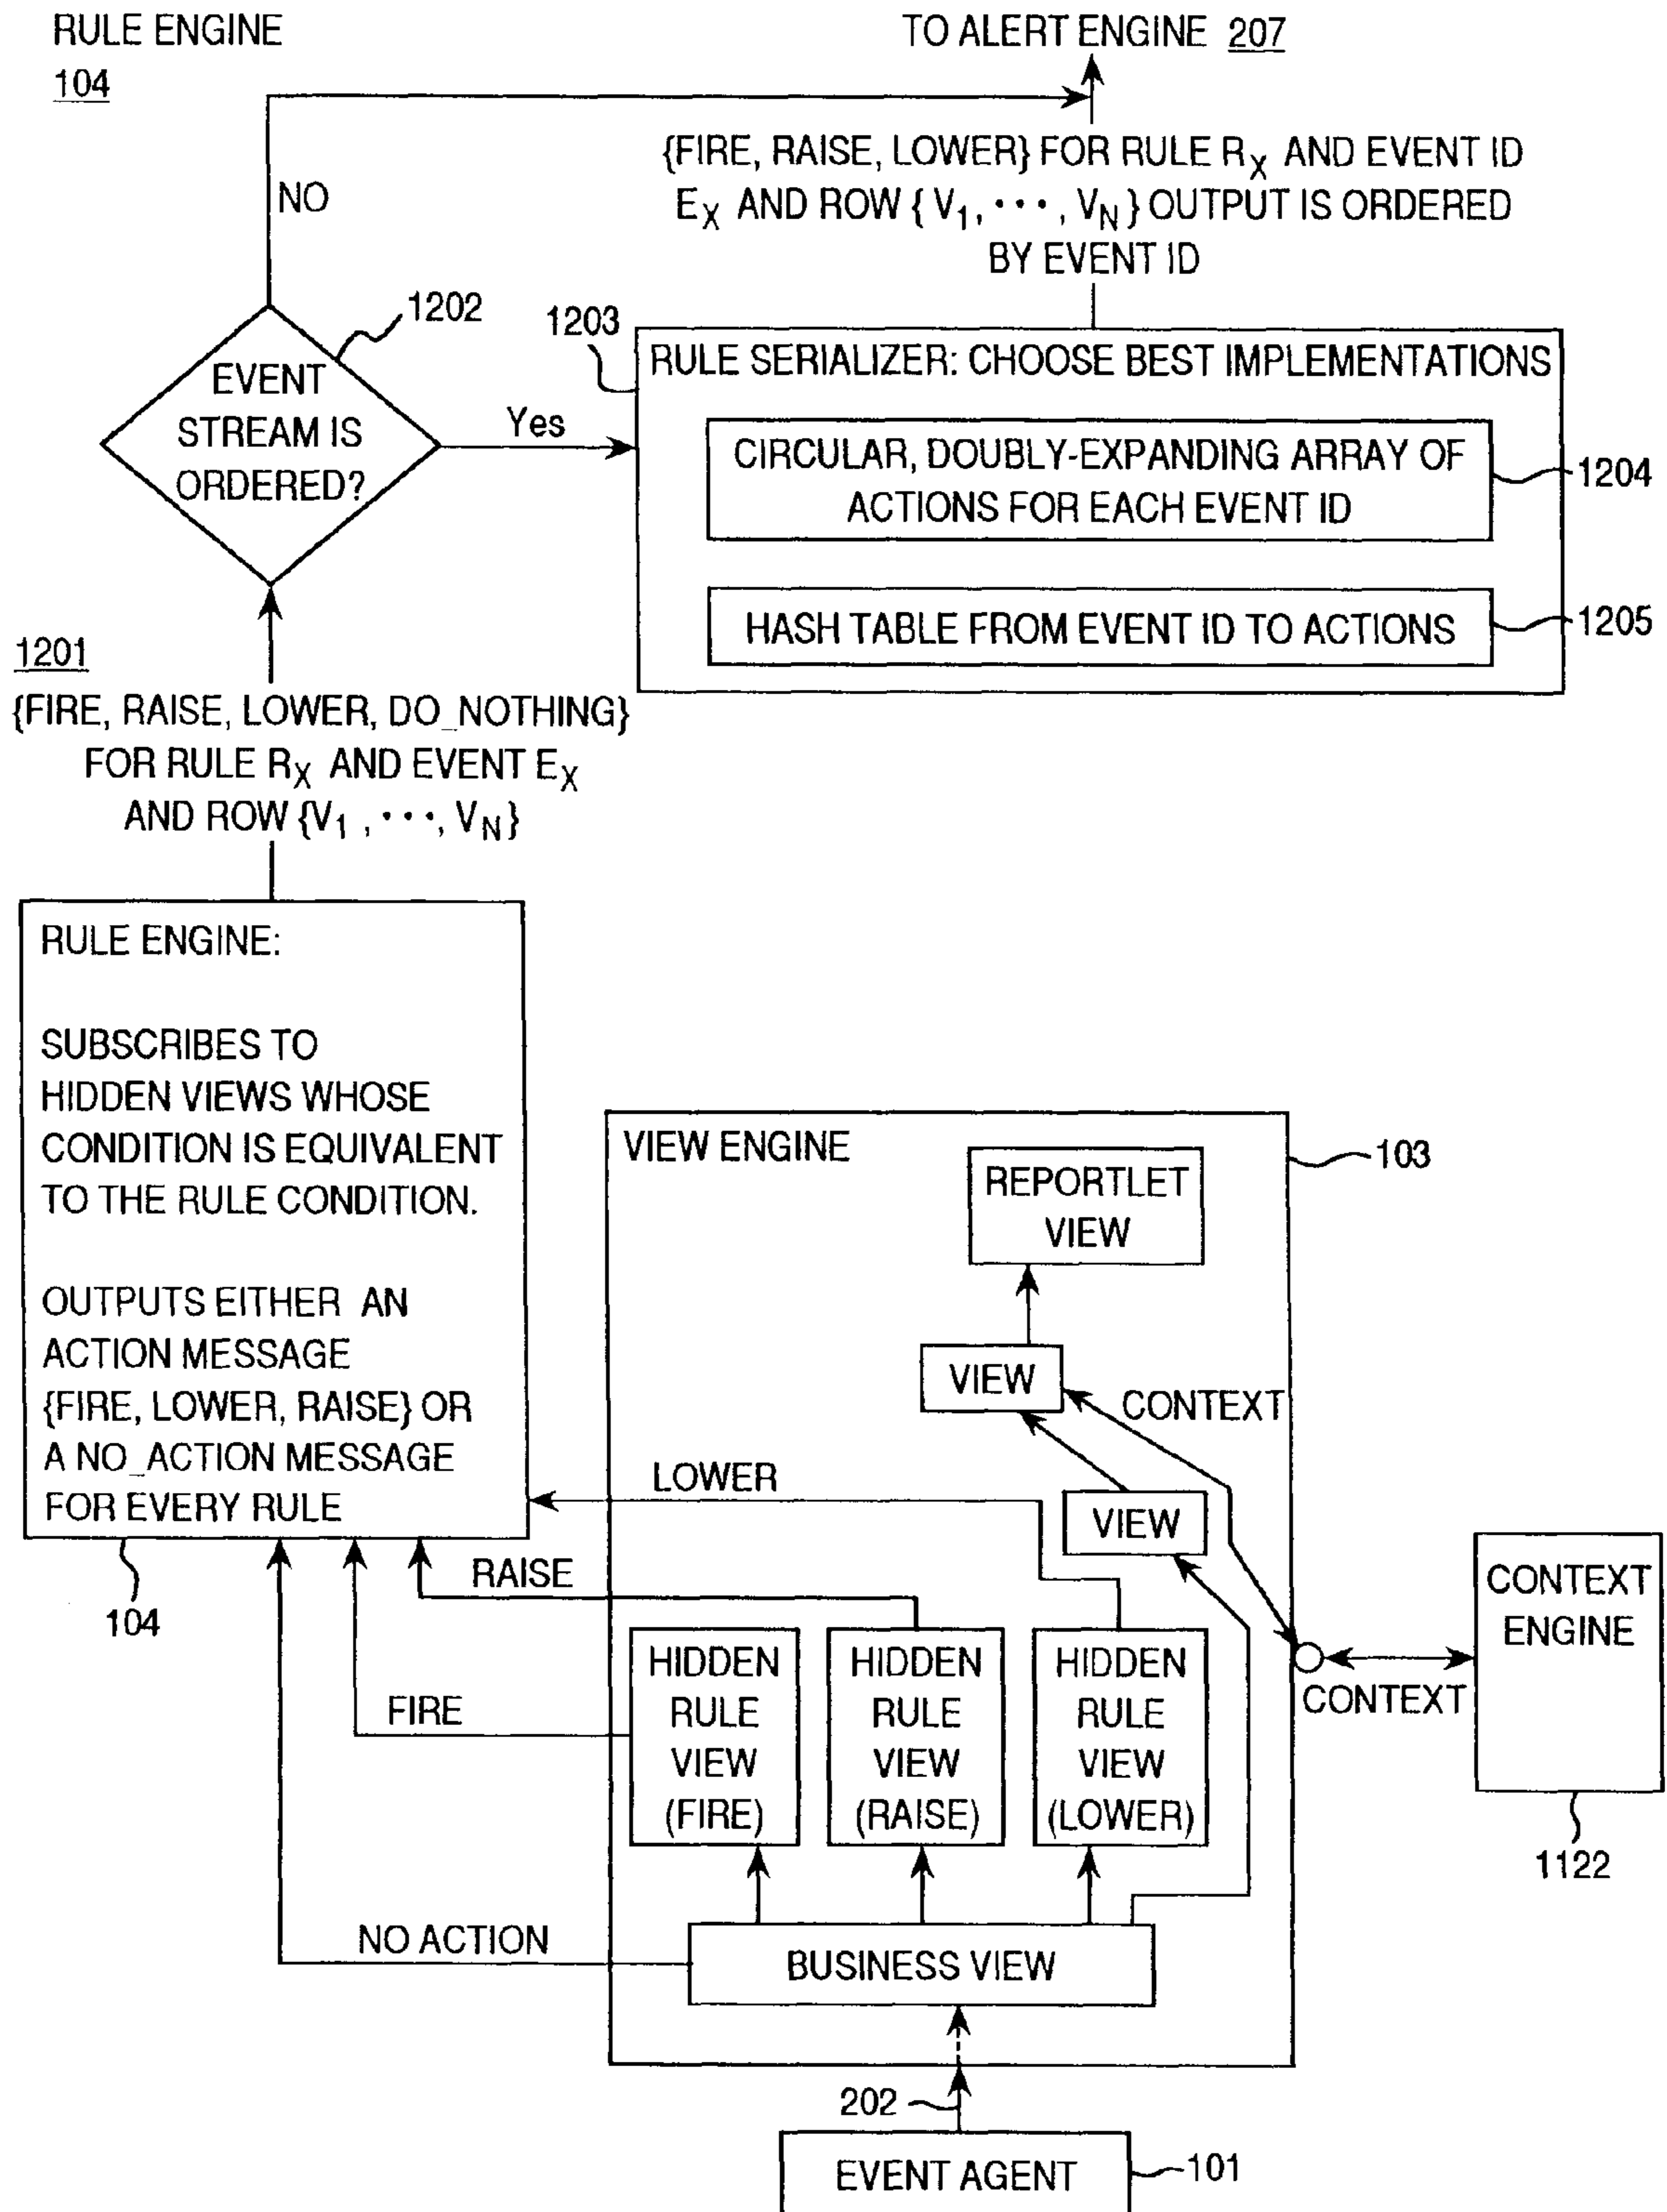 RULE ENGINE
104
TO ALERT ENGINE 207
{FIRE, RAISE, LOWER} FOR RULE RX AND EVENT ID
EX AND ROW { V1, ···, VN } OUTPUT IS ORDERED
BY EVENT ID
NO
1202
EVENT
STREAM IS
ORDERED?
Yes
1203
RULE SERIALIZER: CHOOSE BEST IMPLEMENTATIONS
CIRCULAR, DOUBLY-EXPANDING ARRAY OF
ACTIONS FOR EACH EVENT ID
1204
HASH TABLE FROM EVENT ID TO ACTIONS
1205
1201
{FIRE, RAISE, LOWER, DO_NOTHING}
FOR RULE RX AND EVENT EX
AND ROW {V1 , ···, VN}
RULE ENGINE:
SUBSCRIBES TO
HIDDEN VIEWS WHOSE
CONDITION IS EQUIVALENT
TO THE RULE CONDITION.
OUTPUTS EITHER AN
ACTION MESSAGE
{FIRE, LOWER, RAISE} OR
A NO_ACTION MESSAGE
FOR EVERY RULE
104
VIEW ENGINE
103
REPORTLET
VIEW
VIEW
CONTEXT
VIEW
LOWER
RAISE
FIRE
NO ACTION
HIDDEN
RULE
VIEW
(FIRE)
HIDDEN
RULE
VIEW
(RAISE)
HIDDEN
RULE
VIEW
(LOWER)
CONTEXT
ENGINE
CONTEXT
1122
BUSINESS VIEW
202
EVENT AGENT
101